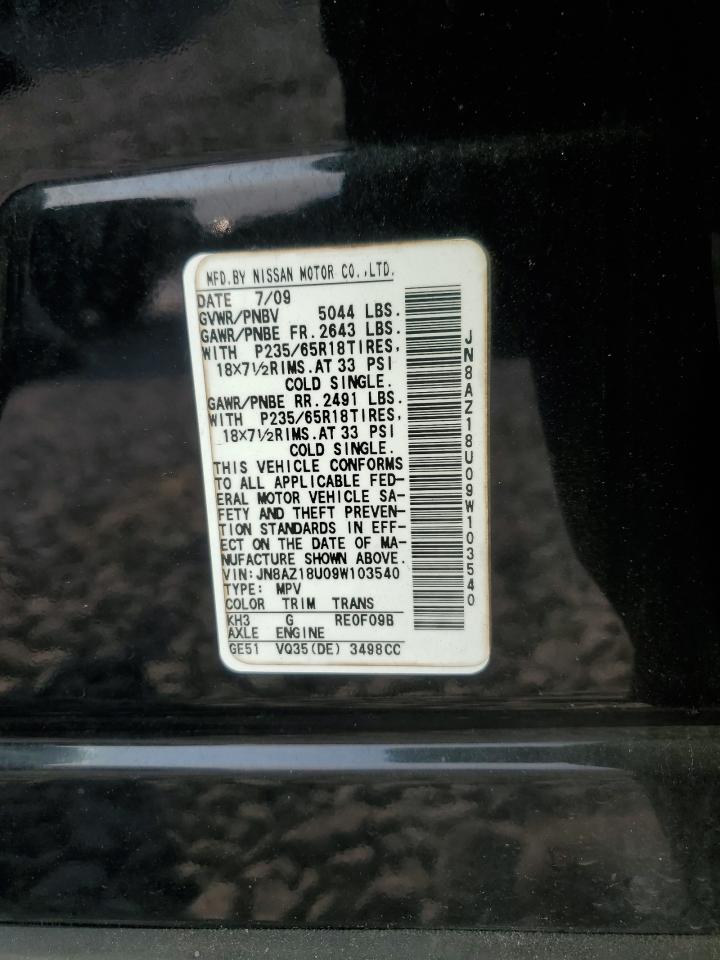 MFD.BY NISSAN MOTOR CO.,LTD.
DATE 7/09
GVWR/PNBV 5044 LBS.
GAWR/PNBE FR.2643 LBS.
WITH P235/65R18TIRES,
18×7½RIMS.AT 33 PSI
COLD SINGLE.
GAWR/PNBE RR.2491 LBS.
WITH P235/65R18TIRES,
18×7½RIMS.AT 33 PSI
COLD SINGLE.
THIS VEHICLE CONFORMS
TO ALL APPLICABLE FED-
ERAL MOTOR VEHICLE SA-
FETY AND THEFT PREVEN-
TION STANDARDS IN EFF-
ECT ON THE DATE OF MA-
NUFACTURE SHOWN ABOVE.
VIN:JN8AZ18U09W103540
TYPE: MPV
COLOR TRIM TRANS
KH3 G RE0F09B
AXLE ENGINE
GE51 VQ35(DE) 3498CC
JN8AZ18U09W103540